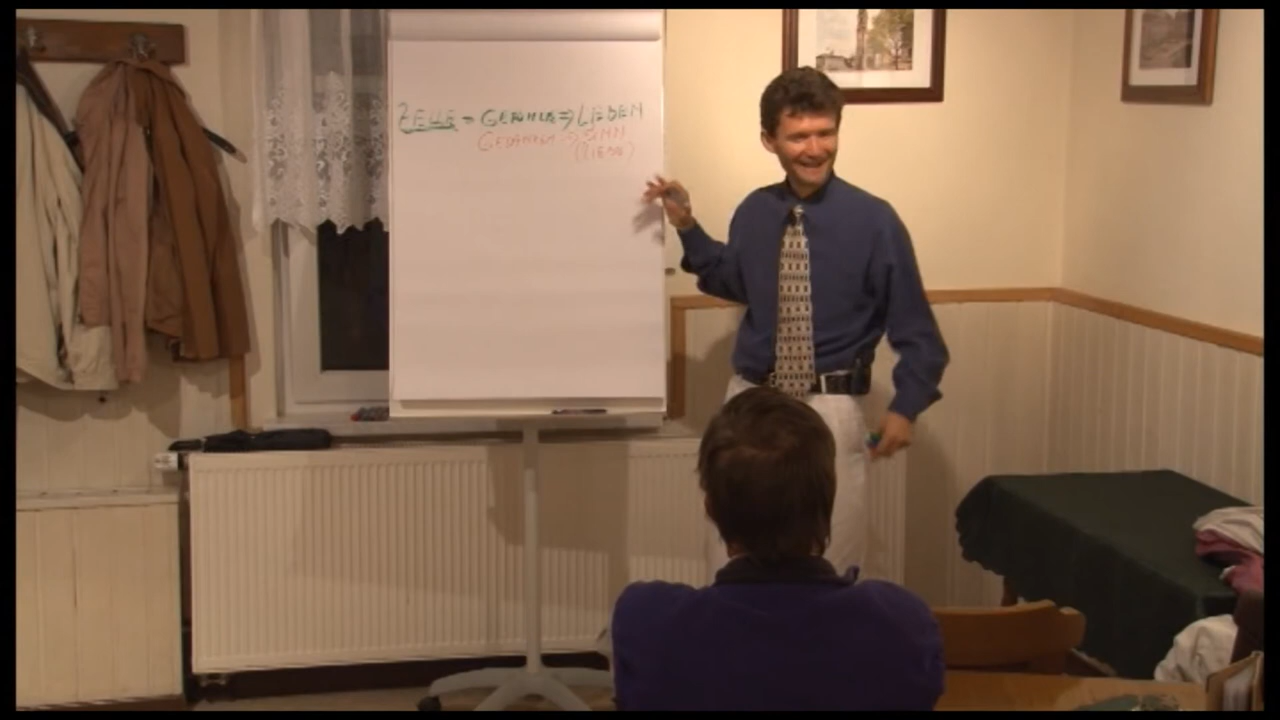 ZELLE → GEFÜHLE ⇒ LEBEN
GEDANKEN → SINN
(LIEBE)